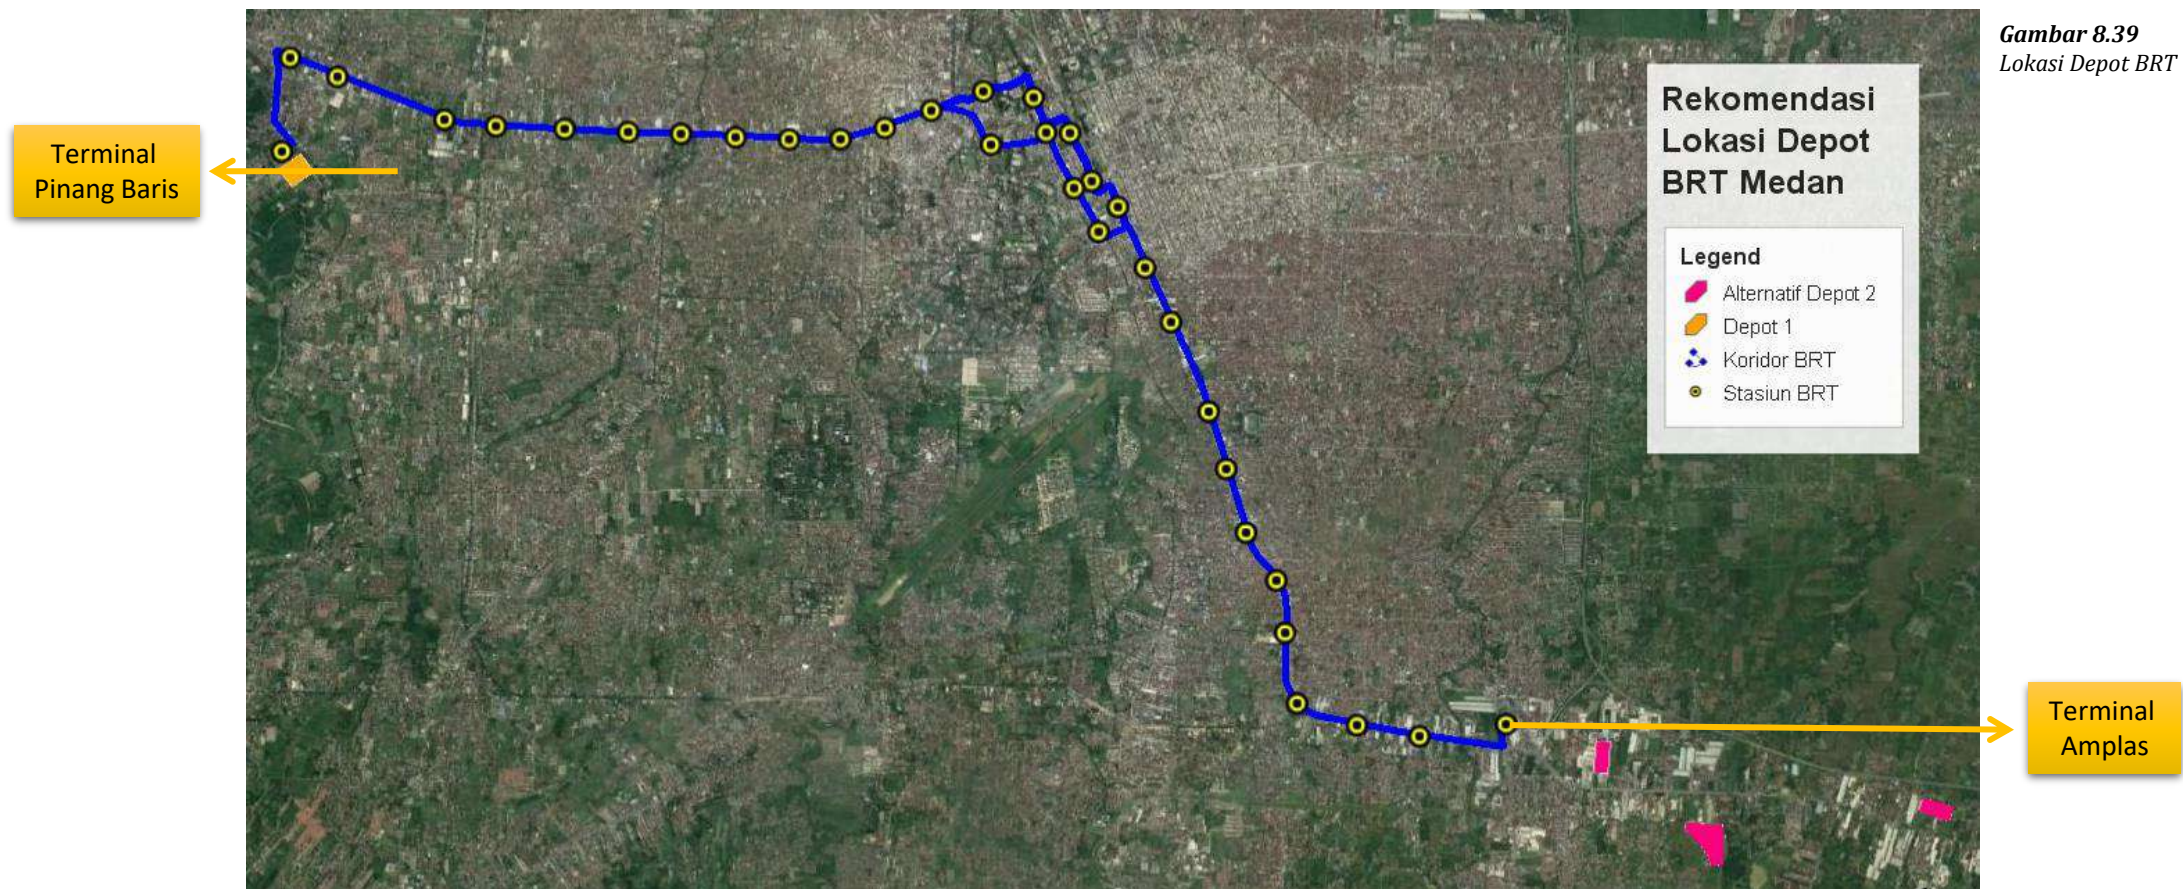 Gambar 8.39
Lokasi Depot BRT
Rekomendasi
Lokasi Depot
BRT Medan
Legend
Alternatif Depot 2
Depot 1
Koridor BRT
Stasiun BRT
Terminal
Pinang Baris
Terminal
Amplas